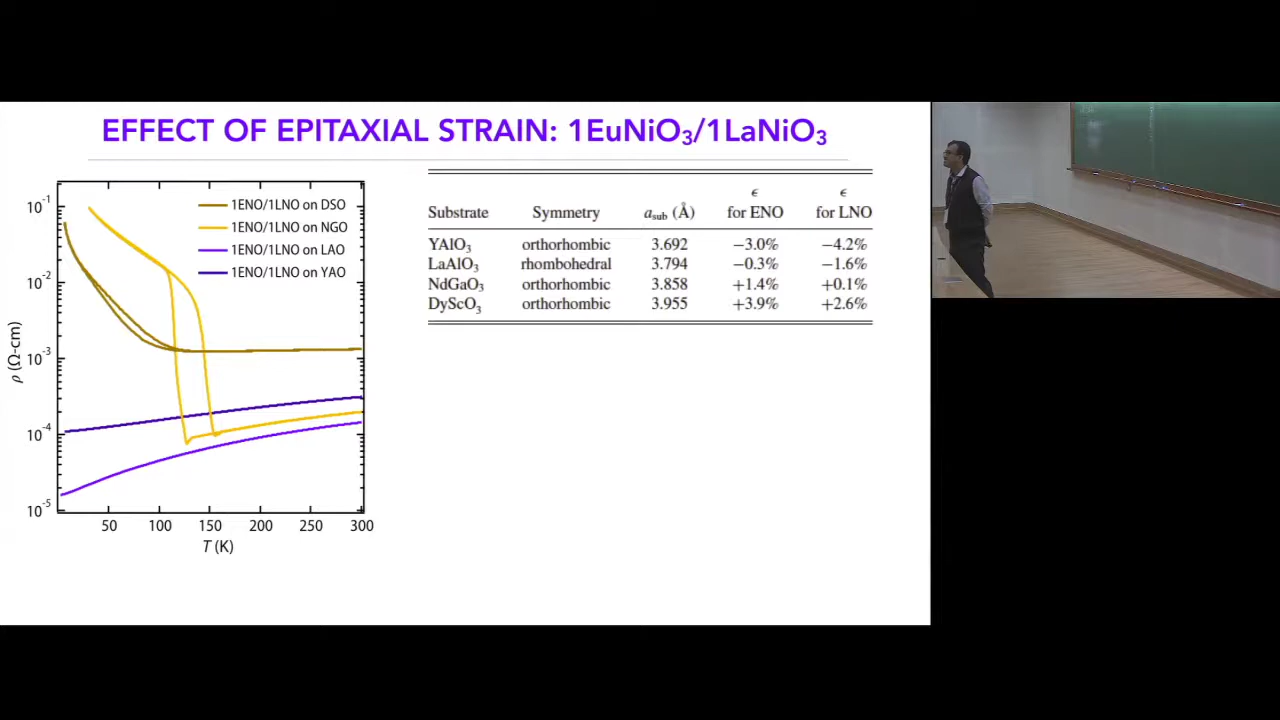 EFFECT OF EPITAXIAL STRAIN: 1EuNiO₃/1LaNiO₃
10⁻¹
10⁻²
10⁻³
10⁻⁴
10⁻⁵
ρ (Ω-cm)
1ENO/1LNO on DSO
1ENO/1LNO on NGO
1ENO/1LNO on LAO
1ENO/1LNO on YAO
50 100 150 200 250 300
T (K)
ϵ ϵ
Substrate Symmetry a_sub (Å) for ENO for LNO
YAlO₃ orthorhombic 3.692 −3.0% −4.2%
LaAlO₃ rhombohedral 3.794 −0.3% −1.6%
NdGaO₃ orthorhombic 3.858 +1.4% +0.1%
DyScO₃ orthorhombic 3.955 +3.9% +2.6%